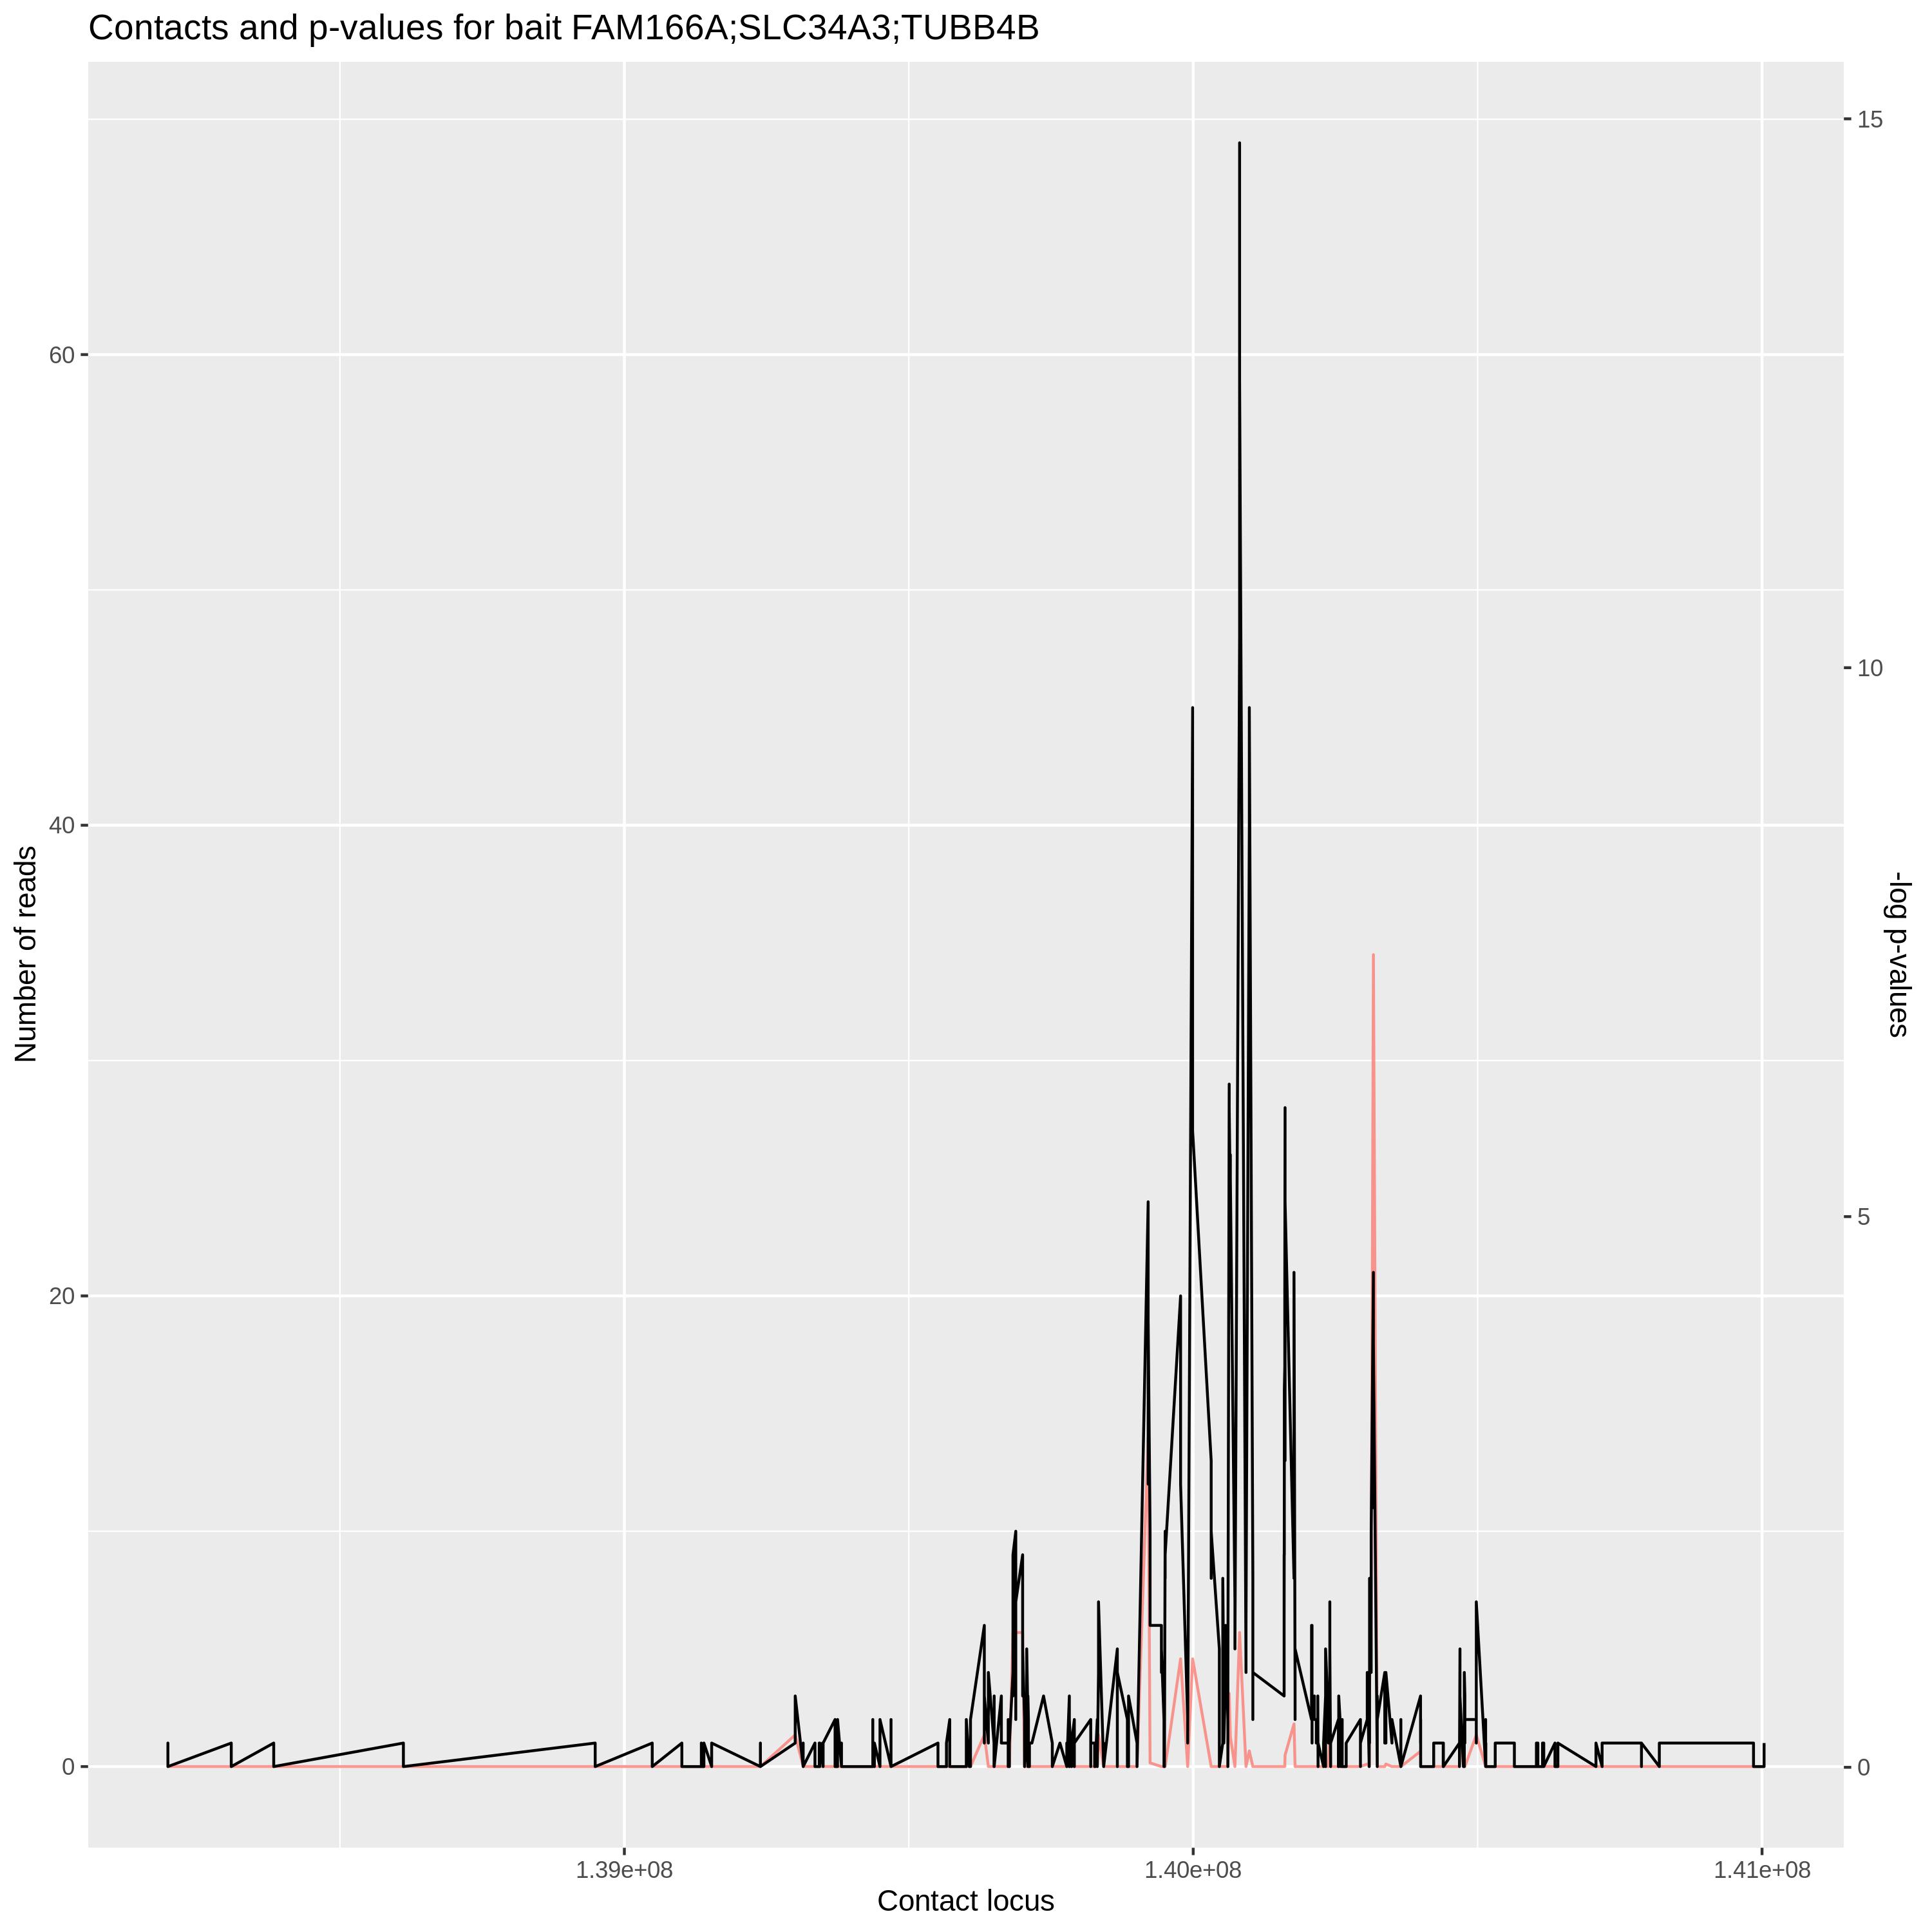 Contacts and p-values for bait FAM166A;SLC34A3;TUBB4B
15
60
10
40
Number of reads
-log p-values
5
20
0
0
1.39e+08
1.40e+08
1.41e+08
Contact locus